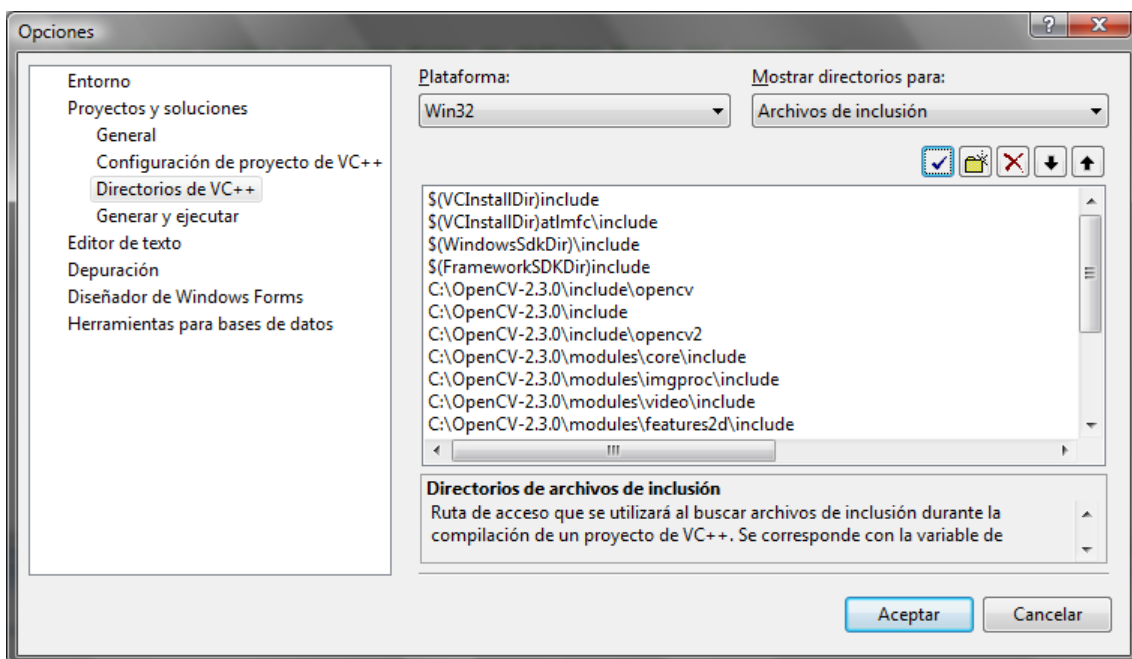 Opciones
Entorno
Proyectos y soluciones
General
Configuración de proyecto de VC++
Directorios de VC++
Generar y ejecutar
Editor de texto
Depuración
Diseñador de Windows Forms
Herramientas para bases de datos
Plataforma:
Win32
Mostrar directorios para:
Archivos de inclusión
$(VCInstallDir)include
$(VCInstallDir)atlmfc\include
$(WindowsSdkDir)\include
$(FrameworkSDKDir)include
C:\OpenCV-2.3.0\include\opencv
C:\OpenCV-2.3.0\include
C:\OpenCV-2.3.0\include\opencv2
C:\OpenCV-2.3.0\modules\core\include
C:\OpenCV-2.3.0\modules\imgproc\include
C:\OpenCV-2.3.0\modules\video\include
C:\OpenCV-2.3.0\modules\features2d\include
Directorios de archivos de inclusión
Ruta de acceso que se utilizará al buscar archivos de inclusión durante la
compilación de un proyecto de VC++. Se corresponde con la variable de
Aceptar
Cancelar